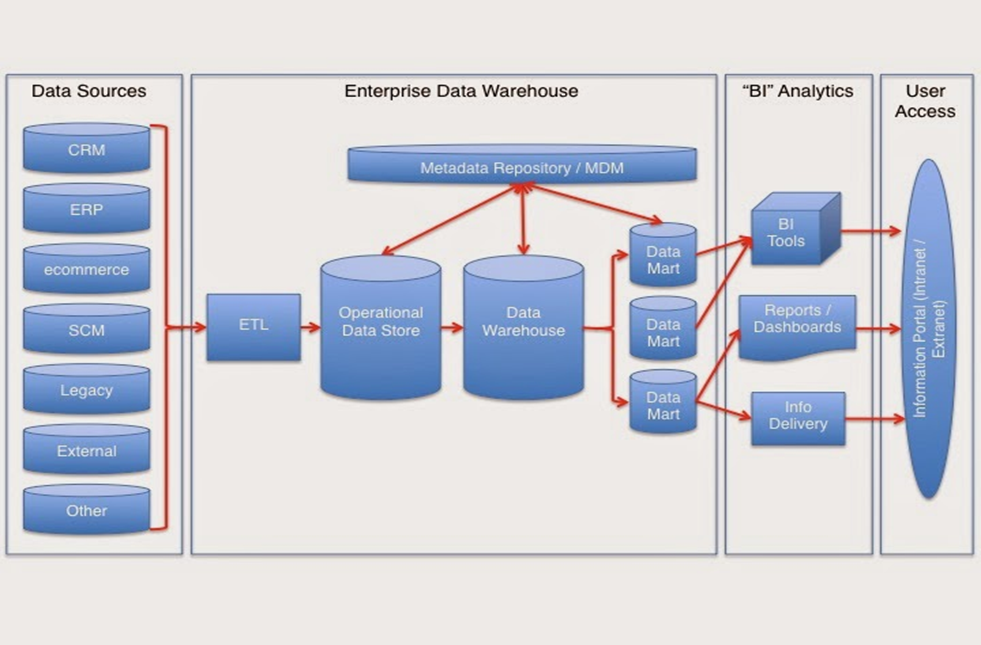 Data Sources
CRM
ERP
ecommerce
SCM
Legacy
External
Other
Enterprise Data Warehouse
Metadata Repository / MDM
ETL
Operational
Data Store
Data
Warehouse
Data
Mart
Data
Mart
Data
Mart
“BI” Analytics
BI
Tools
Reports /
Dashboards
Info
Delivery
User
Access
Information Portal (Intranet /
Extranet)